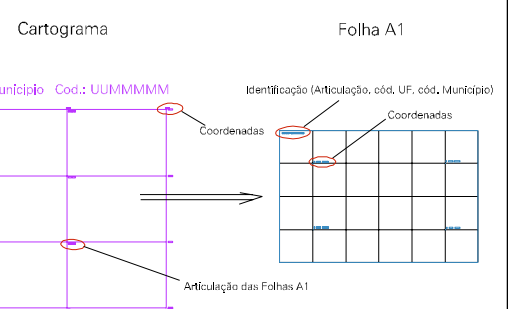 Cartograma
Folha A1
unicípio Cod.: UUMMMMM
Identificação (Articulação, cód. UF, cód. Município)
Coordenadas
Coordenadas
Articulação das Folhas A1